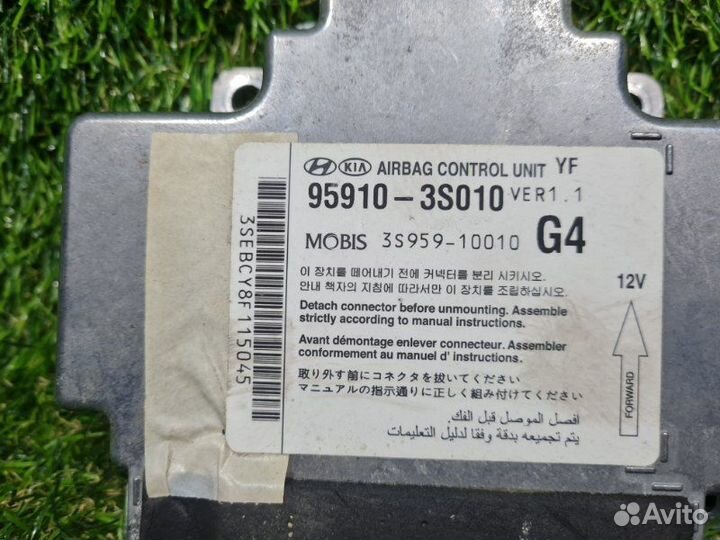 HYUNDAI KIA AIRBAG CONTROL UNIT YF
95910-3S010 VER1.1
MOBIS 3S959-10010 G4
이 장치를 떼어내기 전에 커넥터를 분리 시키시오.
안내 책자의 지침에 따라서만 이 장치를 조립하십시오.
12V
Detach connector before unmounting. Assemble
strictly according to manual instructions.
Avant démontage enlever connecteur. Assembler
conformement au manuel d' instructions.
取り外す前にコネクタを抜いてください
マニュアルの指示通りに正しく組み付けてください
افصل الموصل قبل الفك.
يتم تجميعه بدقة وفقا لدليل التعليمات
FORWARD
3SEBCY8F115045
Avito